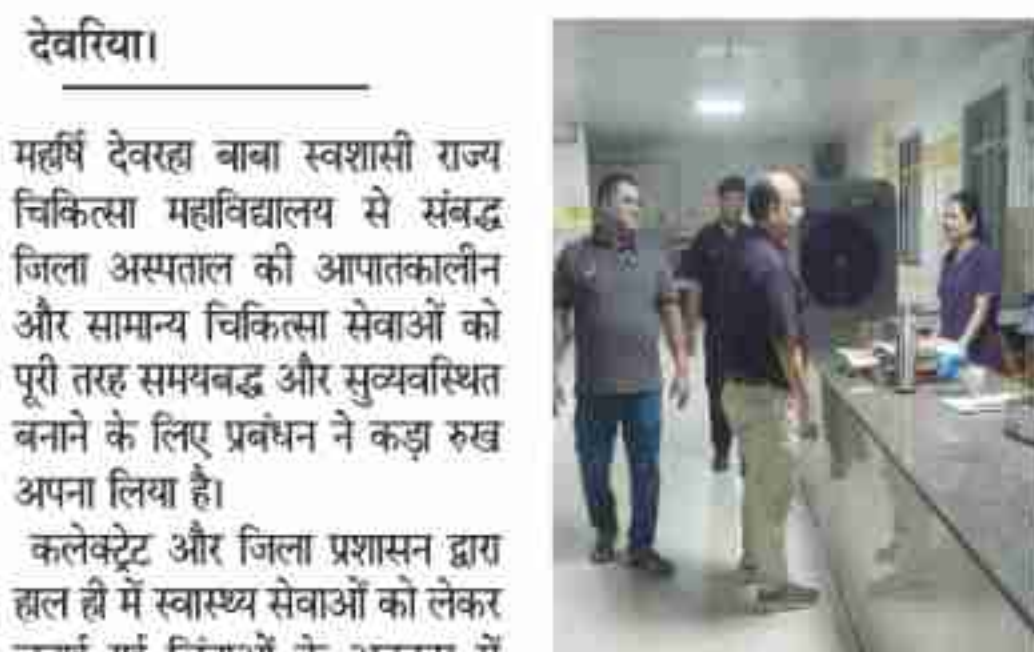 देवरिया।
महर्षि देवरहा बाबा स्वशासी राज्य
चिकित्सा महाविद्यालय से संबद्ध
जिला अस्पताल की आपातकालीन
और सामान्य चिकित्सा सेवाओं को
पूरी तरह समयबद्ध और सुव्यवस्थित
बनाने के लिए प्रबंधन ने कड़ा रुख
अपना लिया है।
कलेक्ट्रेट और जिला प्रशासन द्वारा
हाल ही में स्वास्थ्य सेवाओं को लेकर